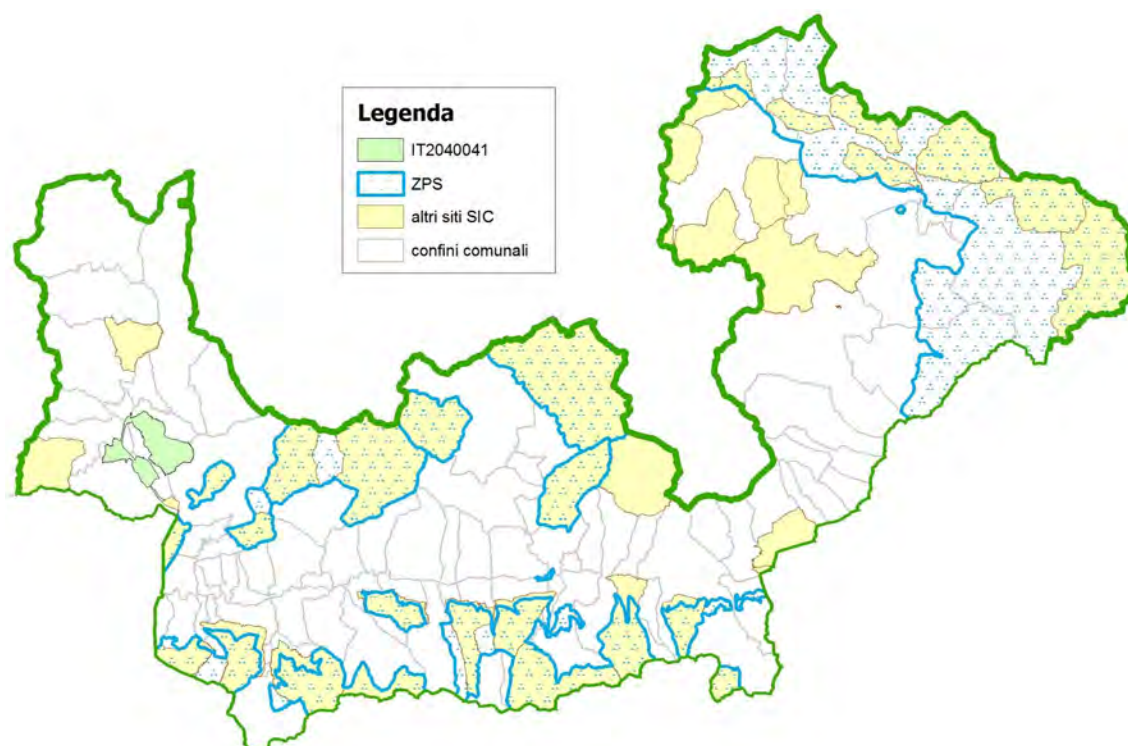 Legenda
IT2040041
ZPS
altri siti SIC
confini comunali